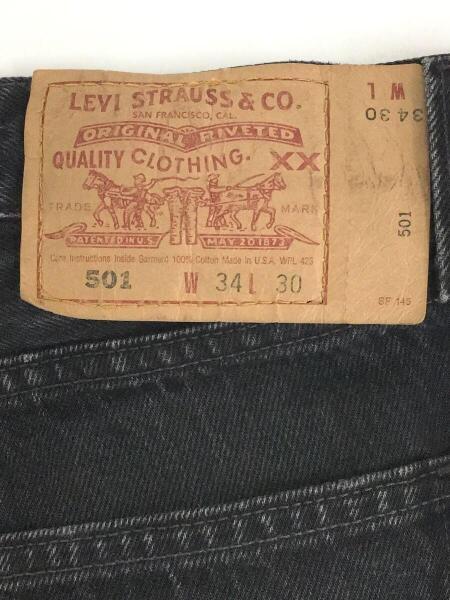 LEVI STRAUSS & CO.
SAN FRANCISCO, CAL.
ORIGINAL RIVETED
QUALITY CLOTHING. XX
TRADE MARK
PATENTED IN U.S. MAY 20 1873
Care Instructions Inside Garment 100% Cotton Made in U.S.A. WPL 423
501 W 34 L 30
W L
34 30
501
SF 145